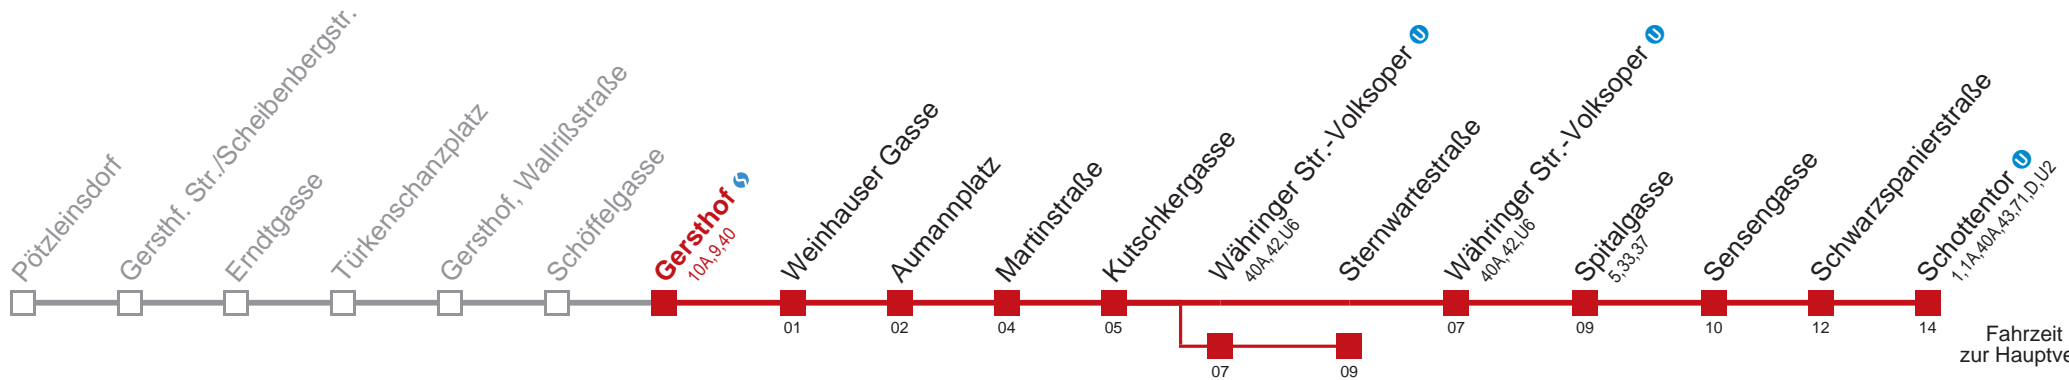 Pötzleinsdorf
Gersthf. Str./Scheibenbergstr.
Erndtgasse
Türkenschanzplatz
Gersthof, Wallrißstraße
Schöffelgasse
Gersthof
10A,9,40
Weinhauser Gasse
Aumannplatz
Martinstraße
Kutschkergasse
Währinger Str.-Volksoper U
40A,42,U6
Sternwartestraße
Währinger Str.-Volksoper U
40A,42,U6
Spitalgasse
5,33,37
Sensengasse
Schwarzspanierstraße
Schottentor U
1,1A,40A,43,71,D,U2
01
02
04
05
07
09
10
12
14
07
09
Fahrzeit
zur Hauptve